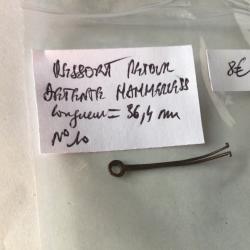 RESSORT RETOUR
DETENTE HAMMERLESS
longueur = 36,4 mm
N° 10
8€